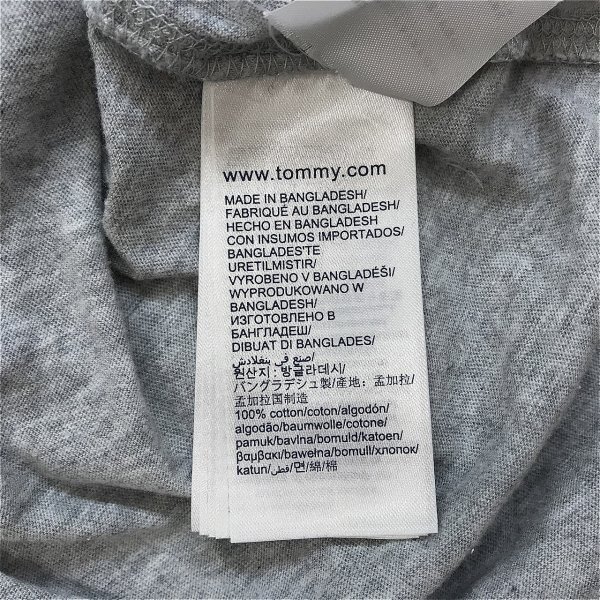 www.tommy.com
MADE IN BANGLADESH/
FABRIQUÉ AU BANGLADESH/
HECHO EN BANGLADESH
CON INSUMOS IMPORTADOS/
BANGLADES'TE
URETILMISTIR/
VYROBENO V BANGLADÉŠI/
WYPRODUKOWANO W
BANGLADESH/
ИЗГОТОВЛЕНО В
БАНГЛАДЕШ/
DIBUAT DI BANGLADESH/
صنع في بنغلادش/
원산지 : 방글라데시/
バングラデシュ製/産地：孟加拉/
孟加拉国制造
100% cotton/coton/algodón/
algodão/baumwolle/cotone/
pamuk/bavlna/bomuld/katoen/
βαμβακι/bawełna/bomull/хлопок/
katun/قطن/면/綿/棉